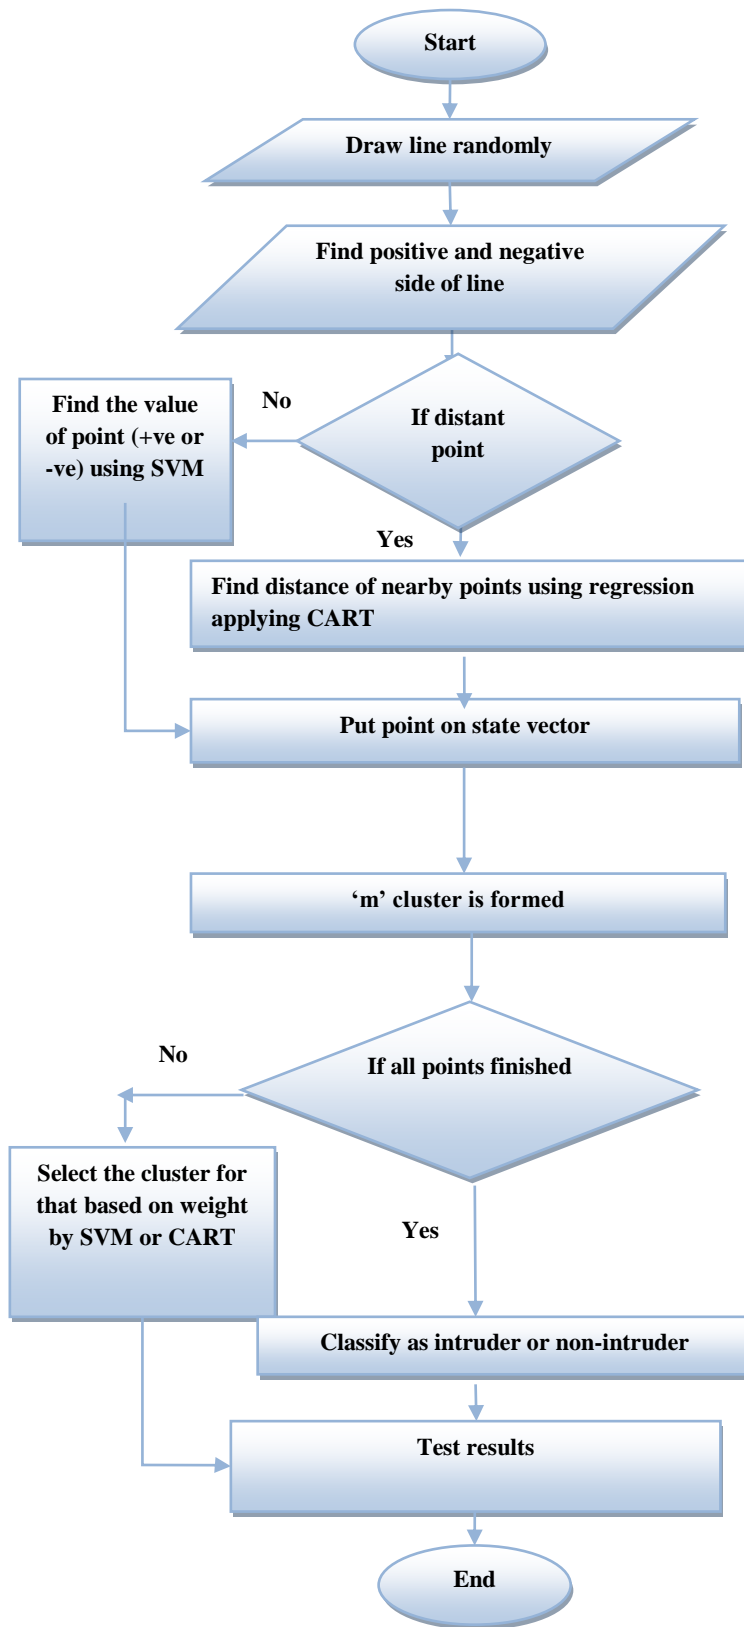 Start
Draw line randomly
Find positive and negative
side of line
If distant
point
No
Find the value
of point (+ve or
-ve) using SVM
Yes
Find distance of nearby points using regression
applying CART
Put point on state vector
‘m’ cluster is formed
If all points finished
No
Select the cluster for
that based on weight
by SVM or CART
Yes
Classify as intruder or non-intruder
Test results
End